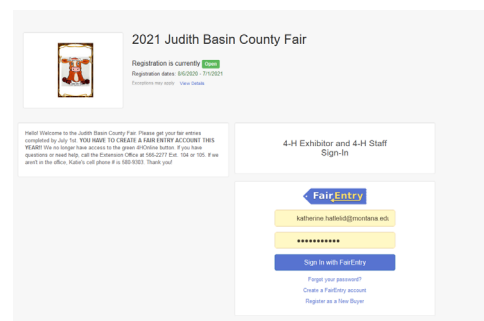 2021 Judith Basin County Fair
Registration is currently Open
Registration dates: 8/6/2020 - 7/1/2021
Exceptions may apply View Details
Hello! Welcome to the Judith Basin County Fair. Please get your fair entries
completed by July 1st. YOU HAVE TO CREATE A FAIR ENTRY ACCOUNT THIS
YEAR!! We no longer have access to the green 4HOnline button. If you have
questions or need help, call the Extension Office at 566-2277 Ext. 104 or 105. If we
aren't in the office, Katie's cell phone # is 580-9303. Thank you!
4-H Exhibitor and 4-H Staff
Sign-In
FairEntry
katherine.hatlelid@montana.edu
Sign In with FairEntry
Forgot your password?
Create a FairEntry account
Register as a New Buyer